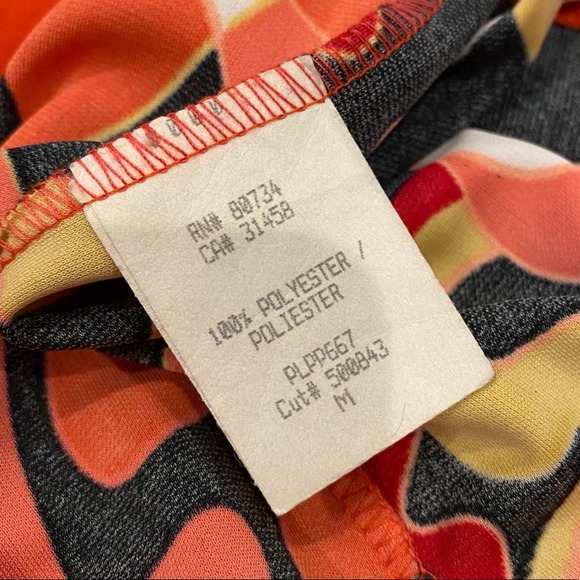 RN# 80734
CA# 31458
100% POLYESTER /
POLIESTER
PLPP667
Cut# 500843
M